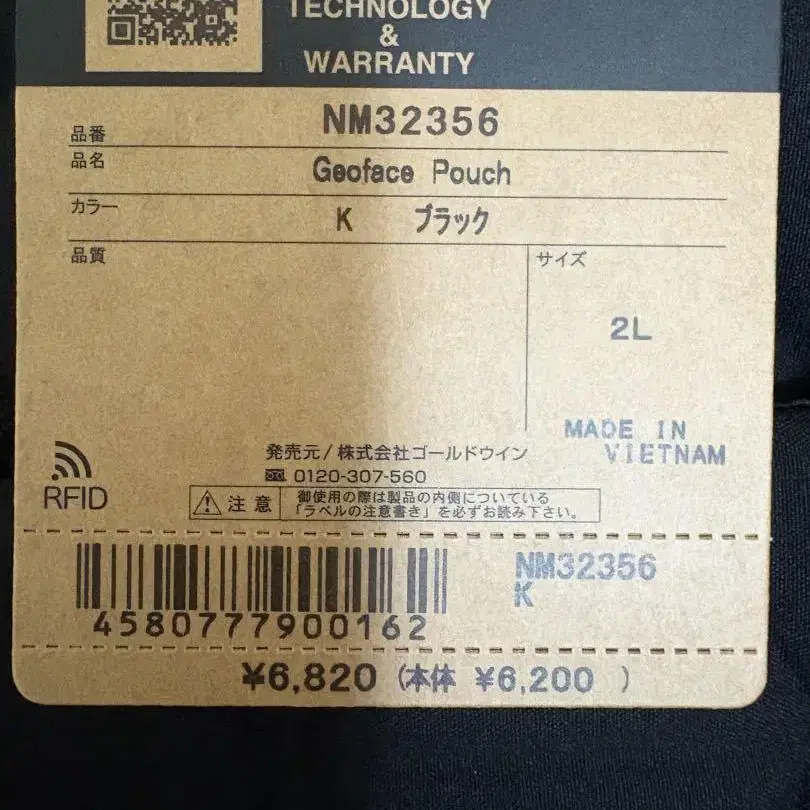 TECHNOLOGY
&
WARRANTY
品番 NM32356
品名 Geoface Pouch
カラー K ブラック
品質
サイズ
2L
MADE IN
VIETNAM
RFID
発売元/株式会社ゴールドウイン
0120-307-560
注意
御使用の際は製品の内側についている
「ラベルの注意書き」を必ずお読み下さい。
4580777900162
NM32356
K
¥6,820 (本体 ¥6,200 )